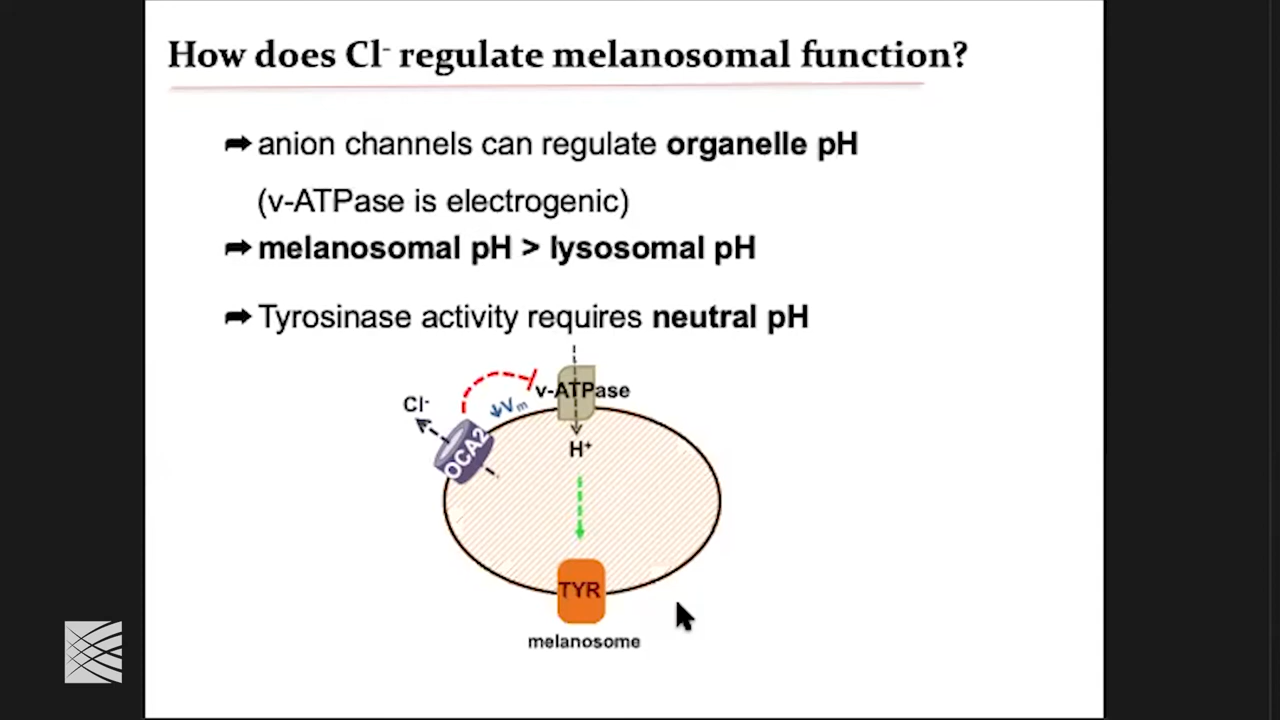 How does Cl⁻ regulate melanosomal function?
➡ anion channels can regulate organelle pH
(v-ATPase is electrogenic)
➡ melanosomal pH > lysosomal pH
➡ Tyrosinase activity requires neutral pH
Cl⁻
↓Vm
v-ATPase
OCA2
H⁺
TYR
melanosome